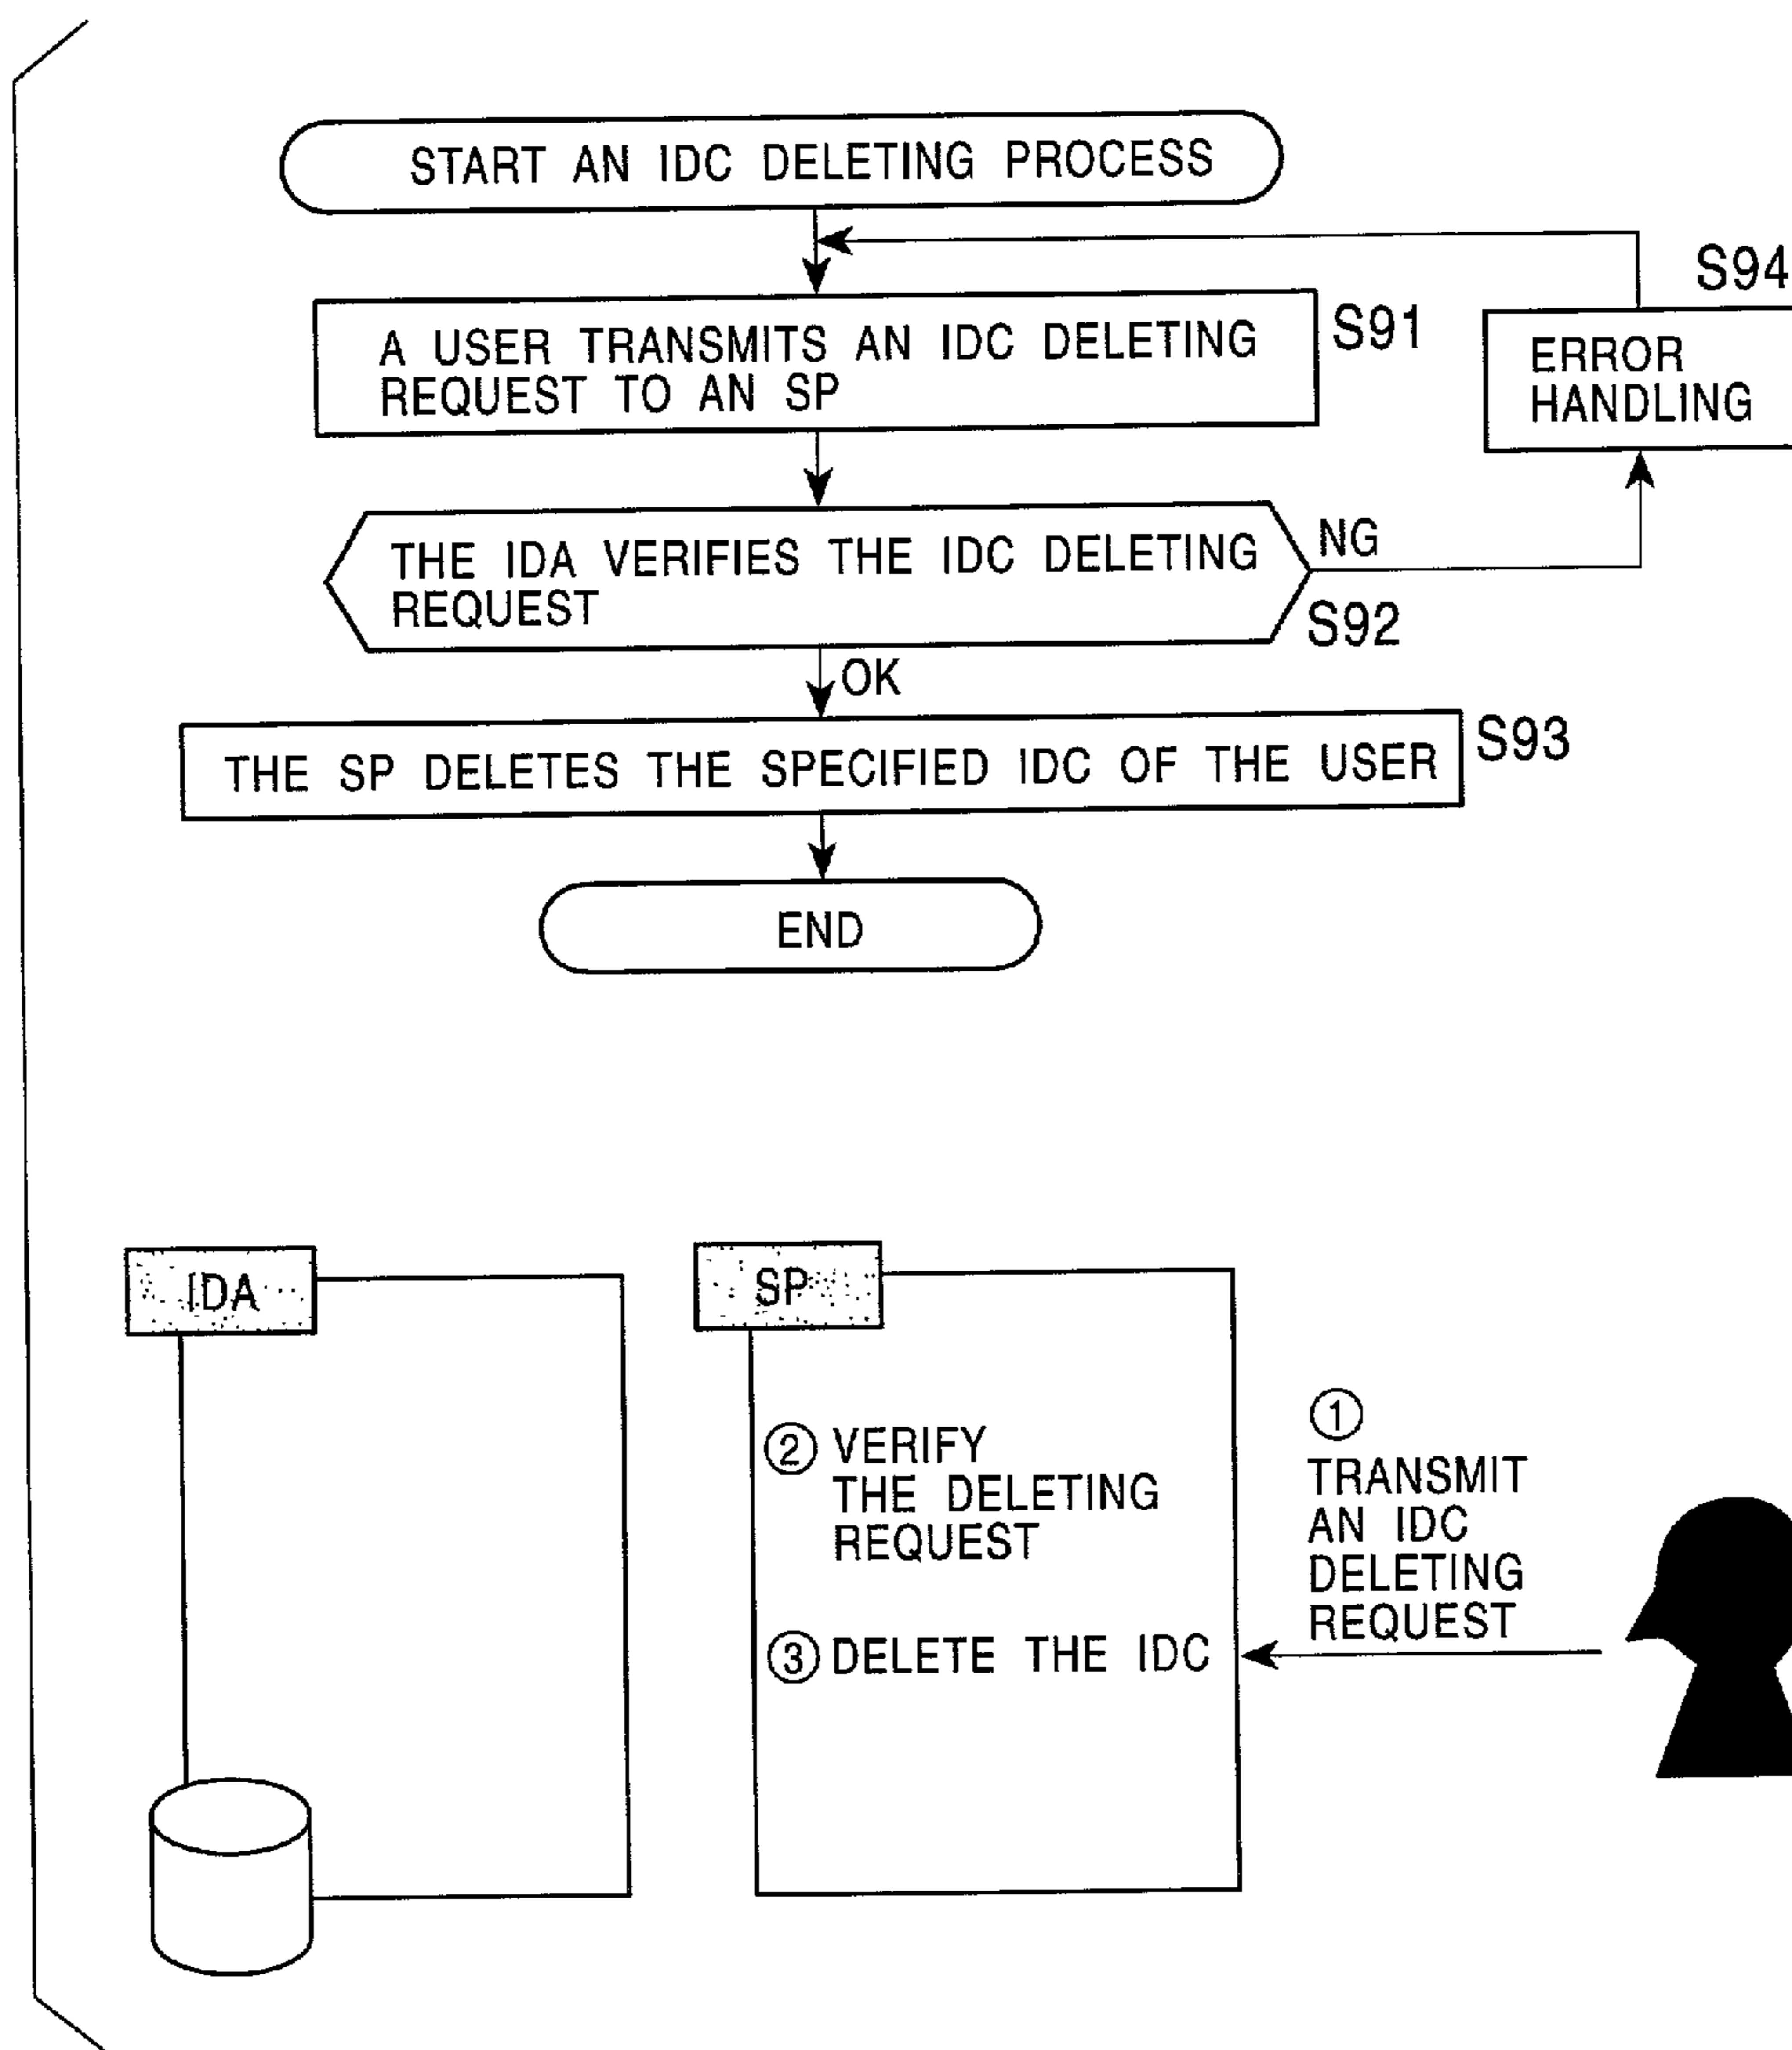 START AN IDC DELETING PROCESS
S94
A USER TRANSMITS AN IDC DELETING
REQUEST TO AN SP
S91
ERROR
HANDLING
THE IDA VERIFIES THE IDC DELETING
REQUEST
NG
S92
OK
THE SP DELETES THE SPECIFIED IDC OF THE USER
S93
END
IDA
SP
② VERIFY
THE DELETING
REQUEST
③ DELETE THE IDC
①
TRANSMIT
AN IDC
DELETING
REQUEST